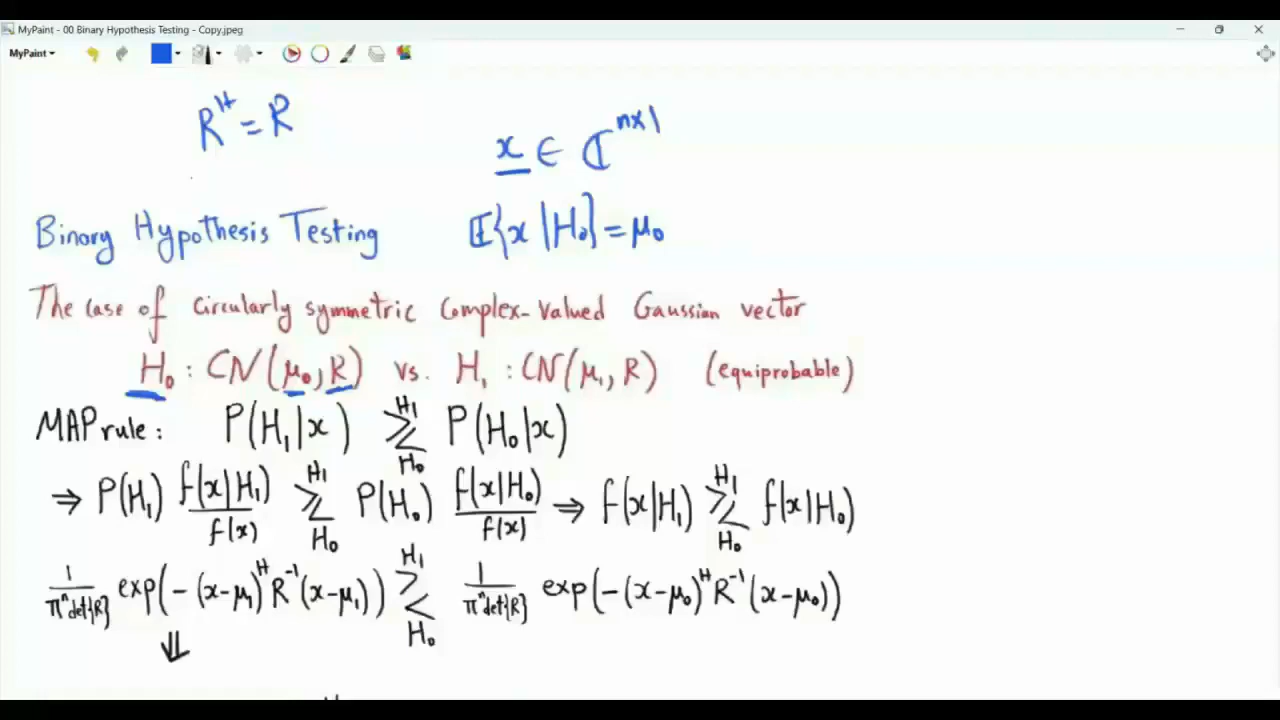 MyPaint - 00 Binary Hypothesis Testing - Copy.jpeg
MyPaint
R^H = R
x ∈ ℂ^{n×1}
Binary Hypothesis Testing
𝔼{x | H₀} = μ₀
The case of circularly symmetric complex-valued Gaussian vector
H₀ : CN(μ₀, R) vs. H₁ : CN(μ₁, R) (equiprobable)
MAP rule: P(H₁|x) ≷^{H₁}_{H₀} P(H₀|x)
⇒ P(H₁) f(x|H₁)/f(x) ≷^{H₁}_{H₀} P(H₀) f(x|H₀)/f(x) ⇒ f(x|H₁) ≷^{H₁}_{H₀} f(x|H₀)
1/(π^n det{R}) exp(-(x-μ₁)^H R^{-1} (x-μ₁)) ≷^{H₁}_{H₀} 1/(π^n det{R}) exp(-(x-μ₀)^H R^{-1} (x-μ₀))
⇓